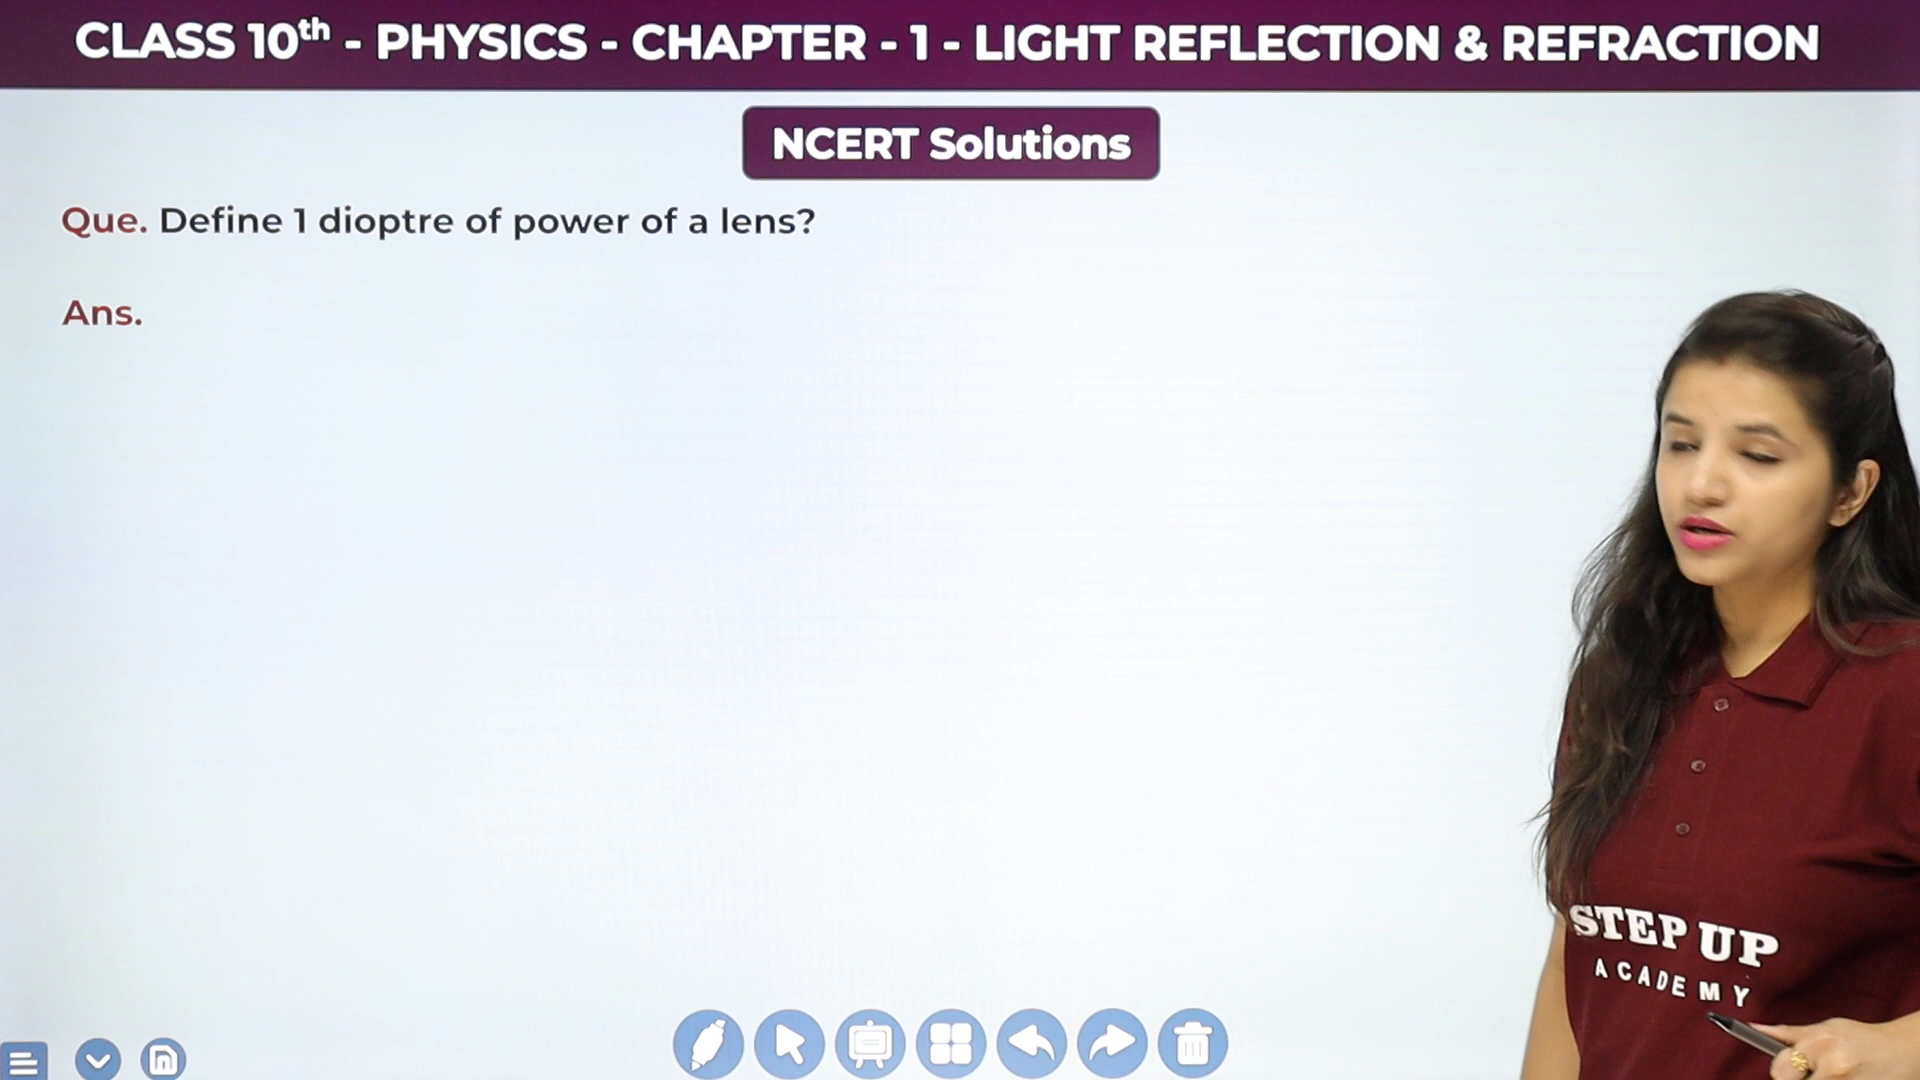 CLASS 10th - PHYSICS - CHAPTER - 1 - LIGHT REFLECTION & REFRACTION
NCERT Solutions
Que. Define 1 dioptre of power of a lens?
Ans.
STEP UP
ACADEMY